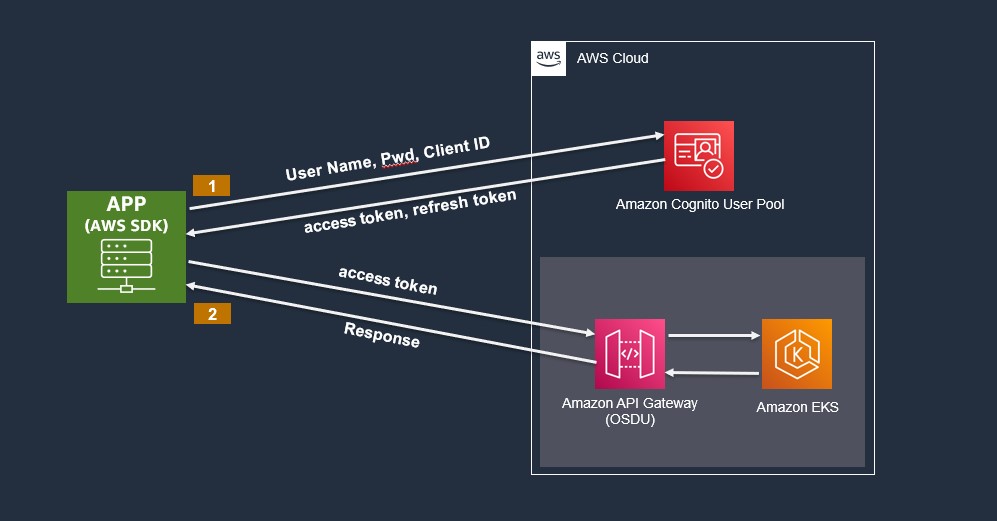 aws
AWS Cloud
User Name, Pwd, Client ID
1
APP
(AWS SDK)
access token, refresh token
Amazon Cognito User Pool
access token
2
Response
</>
K
Amazon API Gateway
(OSDU)
Amazon EKS